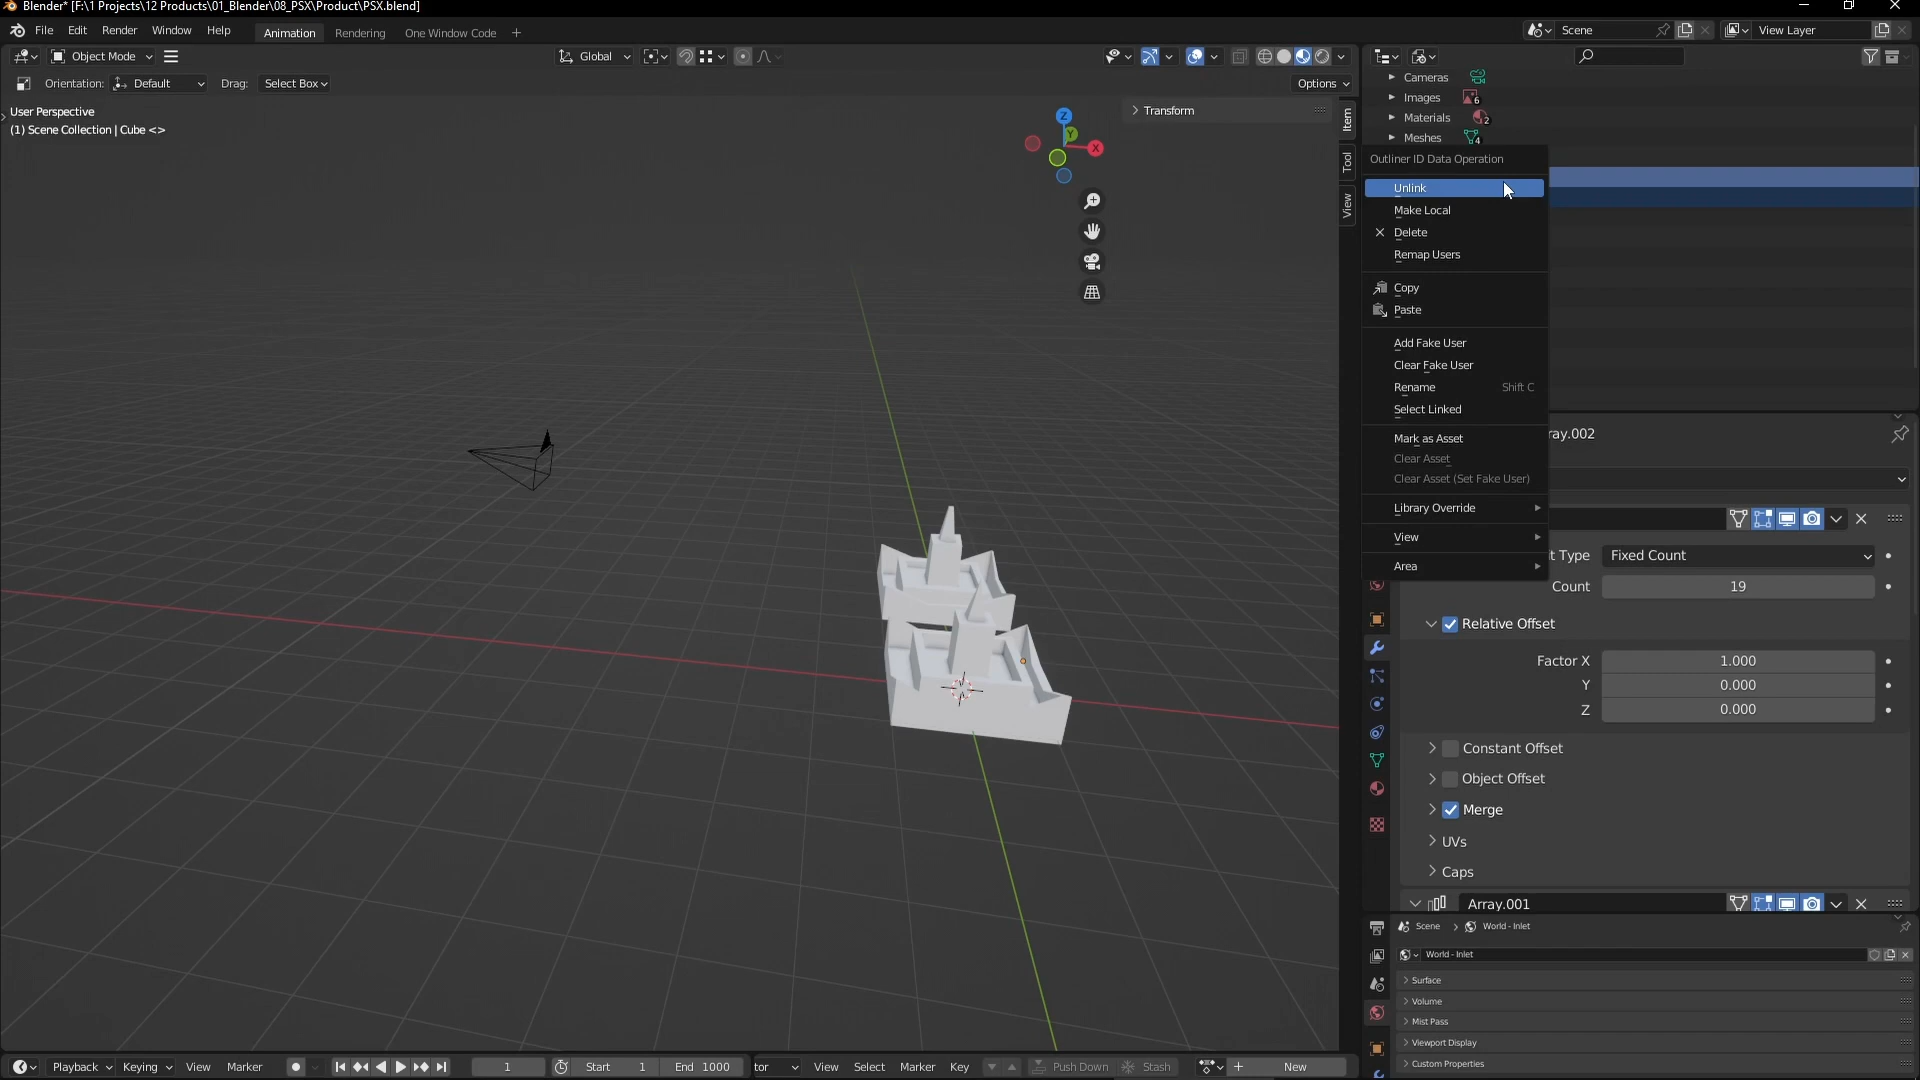 Blender* [F:\1 Projects\12 Products\01_Blender\08_PSX\Product\PSX.blend]
File Edit Render Window Help Animation Rendering One Window Code + Scene View Layer
Object Mode Global
Orientation: Default Drag: Select Box Options
User Perspective
(1) Scene Collection | Cube <>
Z
Y
X
Transform
Item
Tool
View
Cameras
Images 6
Materials 2
Meshes 4
Outliner ID Data Operation
Unlink
Make Local
Delete
Remap Users
Copy
Paste
Add Fake User
Clear Fake User
Rename Shift C
Select Linked
Mark as Asset
Clear Asset
Clear Asset (Set Fake User)
Library Override
View
Area
ray.002
t Type Fixed Count
Count 19
Relative Offset
Factor X 1.000
Y 0.000
Z 0.000
Constant Offset
Object Offset
Merge
UVs
Caps
Array.001
Scene > World - Inlet
World - Inlet
Surface
Volume
Mist Pass
Viewport Display
Custom Properties
Playback Keying View Marker 1 Start 1 End 1000 tor View Select Marker Key Push Down Stash + New